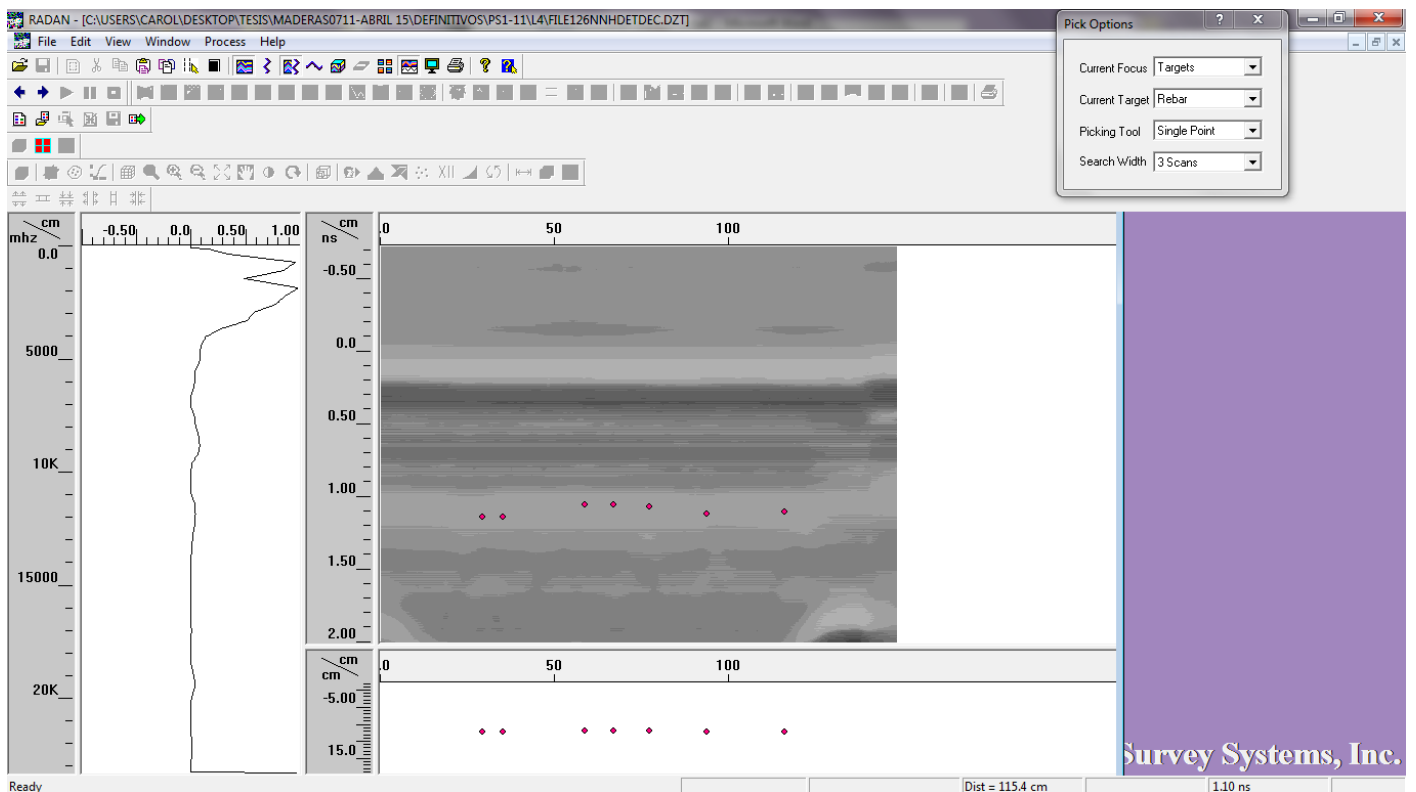 RADAN - [C:\USERS\CAROL\DESKTOP\TESIS\MADERAS0711-ABRIL 15\DEFINITIVOS\PS1-11\L4\FILE126NNHDETDEC.DZT]
File Edit View Window Process Help
Pick Options
Current Focus Targets
Current Target Rebar
Picking Tool Single Point
Search Width 3 Scans
XII
cm
mhz
-0.50 0.0 0.50 1.00
cm
ns
.0 50 100
0.0
5000
10K
15000
20K
-0.50
0.0
0.50
1.00
1.50
2.00
cm
cm
.0 50 100
-5.00
15.0
Survey Systems, Inc.
Ready
Dist = 115.4 cm
1.10 ns